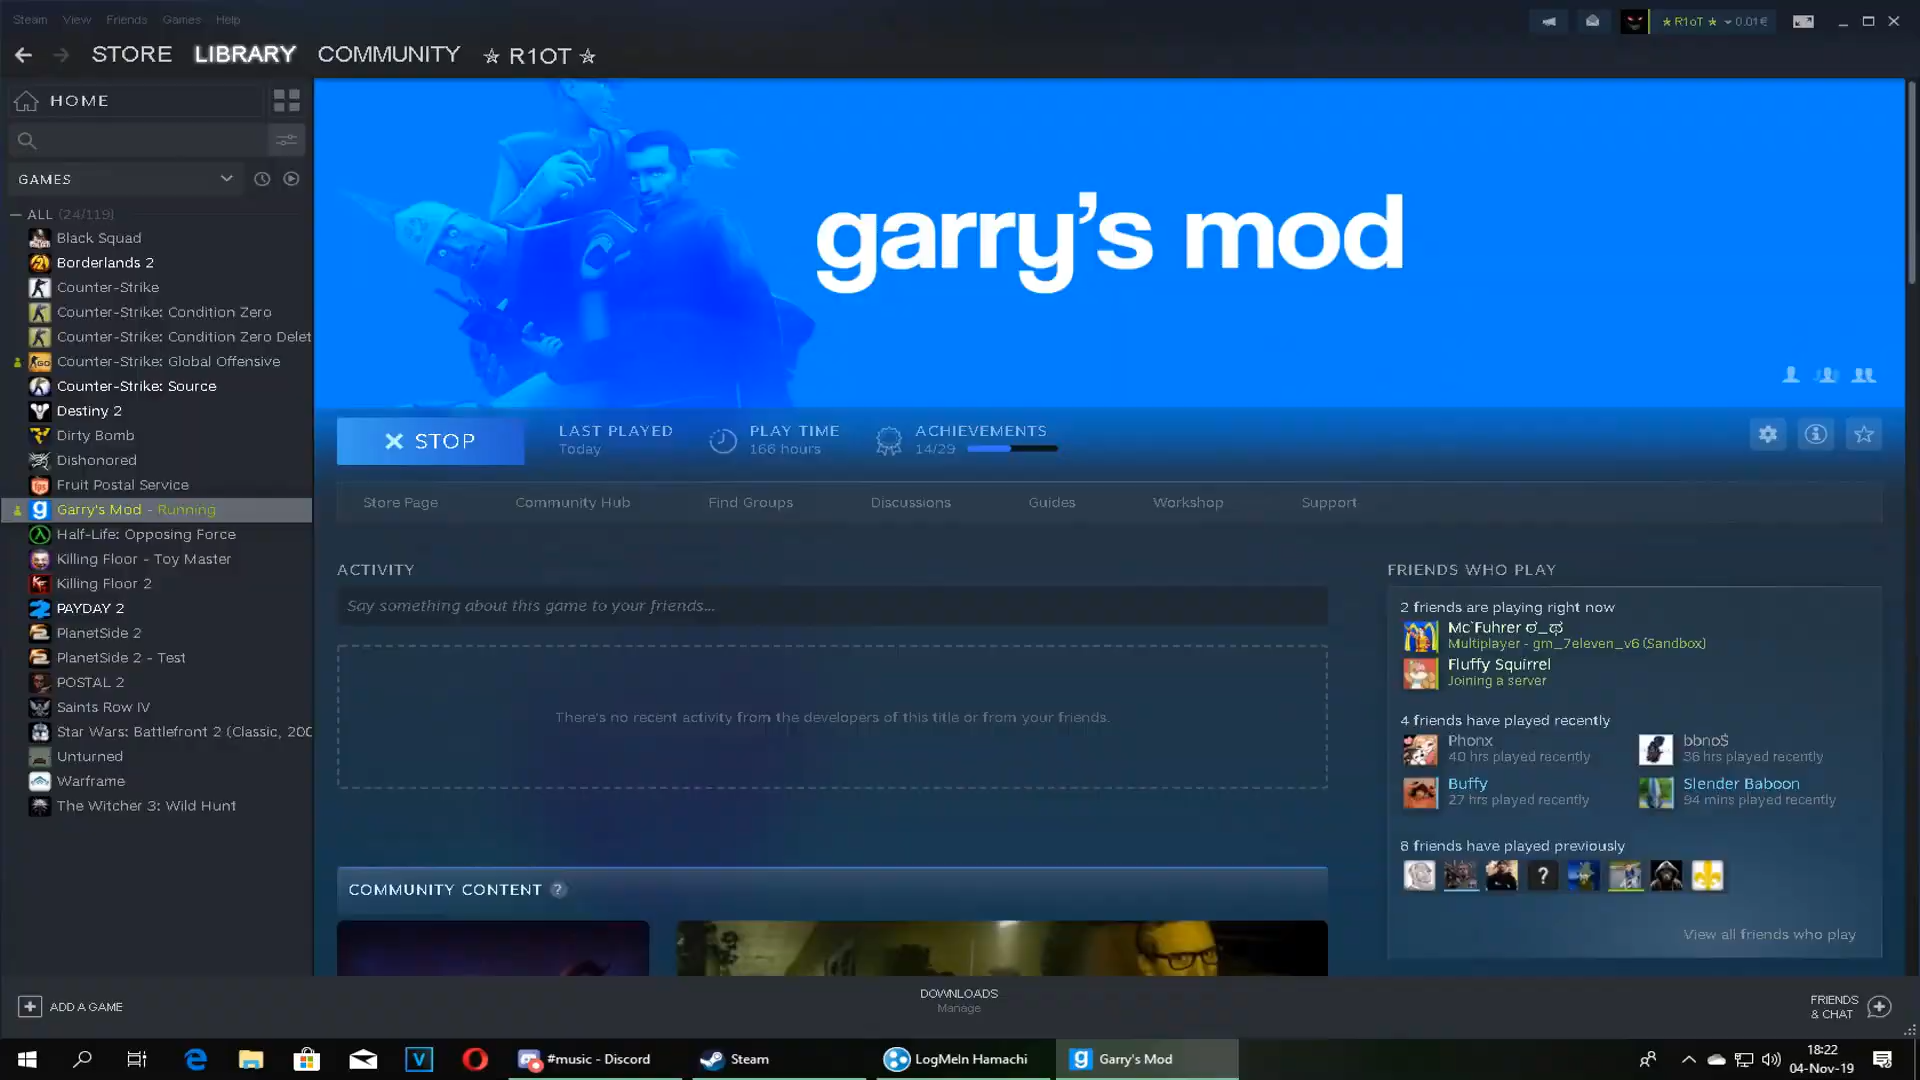 Steam View Friends Games Help
★ R1oT ★ 0.01€
STORE LIBRARY COMMUNITY ☆ R1OT ☆
HOME
GAMES
ALL (24/119)
Black Squad
Borderlands 2
Counter-Strike
Counter-Strike: Condition Zero
Counter-Strike: Condition Zero Delet
Counter-Strike: Global Offensive
Counter-Strike: Source
Destiny 2
Dirty Bomb
Dishonored
Fruit Postal Service
Garry's Mod - Running
Half-Life: Opposing Force
Killing Floor - Toy Master
Killing Floor 2
PAYDAY 2
PlanetSide 2
PlanetSide 2 - Test
POSTAL 2
Saints Row IV
Star Wars: Battlefront 2 (Classic, 200
Unturned
Warframe
The Witcher 3: Wild Hunt
garry's mod
STOP
LAST PLAYED
Today
PLAY TIME
166 hours
ACHIEVEMENTS
14/29
Store Page Community Hub Find Groups Discussions Guides Workshop Support
ACTIVITY
Say something about this game to your friends...
There's no recent activity from the developers of this title or from your friends.
COMMUNITY CONTENT ?
FRIENDS WHO PLAY
2 friends are playing right now
Mc`Fuhrer
Multiplayer - gm_7eleven_v6 (Sandbox)
Fluffy Squirrel
Joining a server
4 friends have played recently
Phonx
40 hrs played recently
bbno$
36 hrs played recently
Buffy
27 hrs played recently
Slender Baboon
94 mins played recently
8 friends have played previously
?
View all friends who play
ADD A GAME
DOWNLOADS
Manage
FRIENDS
& CHAT
#music - Discord
Steam
LogMeIn Hamachi
Garry's Mod
18:22
04-Nov-19